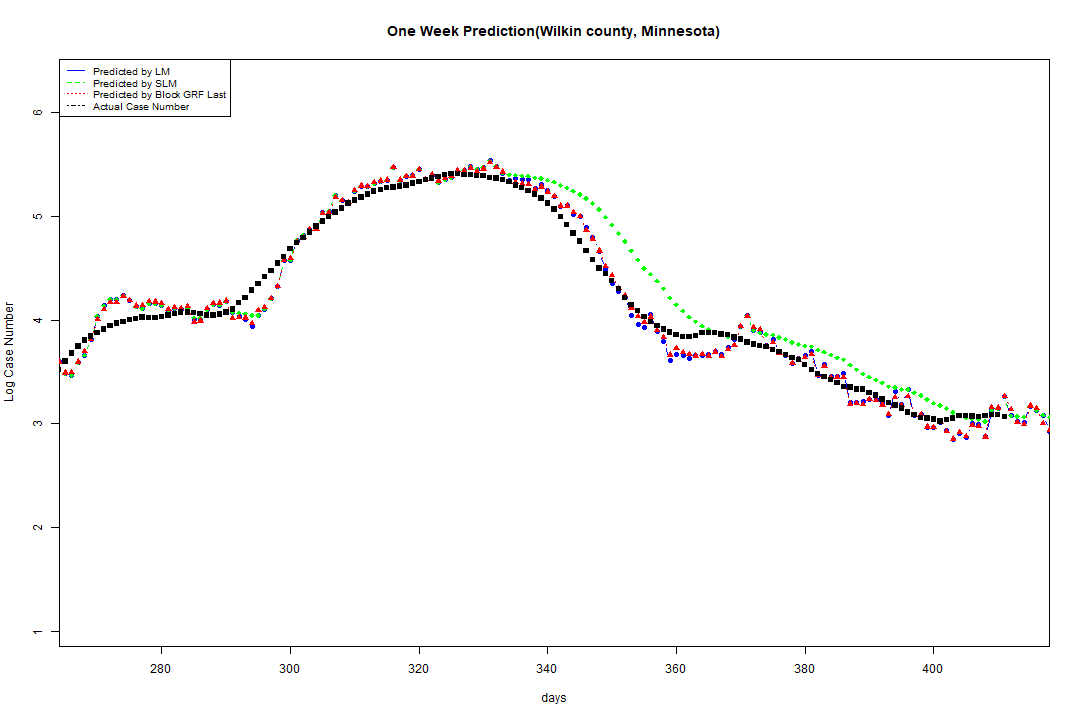 One Week Prediction(Wilkin county, Minnesota)
Predicted by LM
Predicted by SLM
Predicted by Block GRF Last
Actual Case Number
Log Case Number
6
5
4
3
2
1
280 300 320 340 360 380 400
days